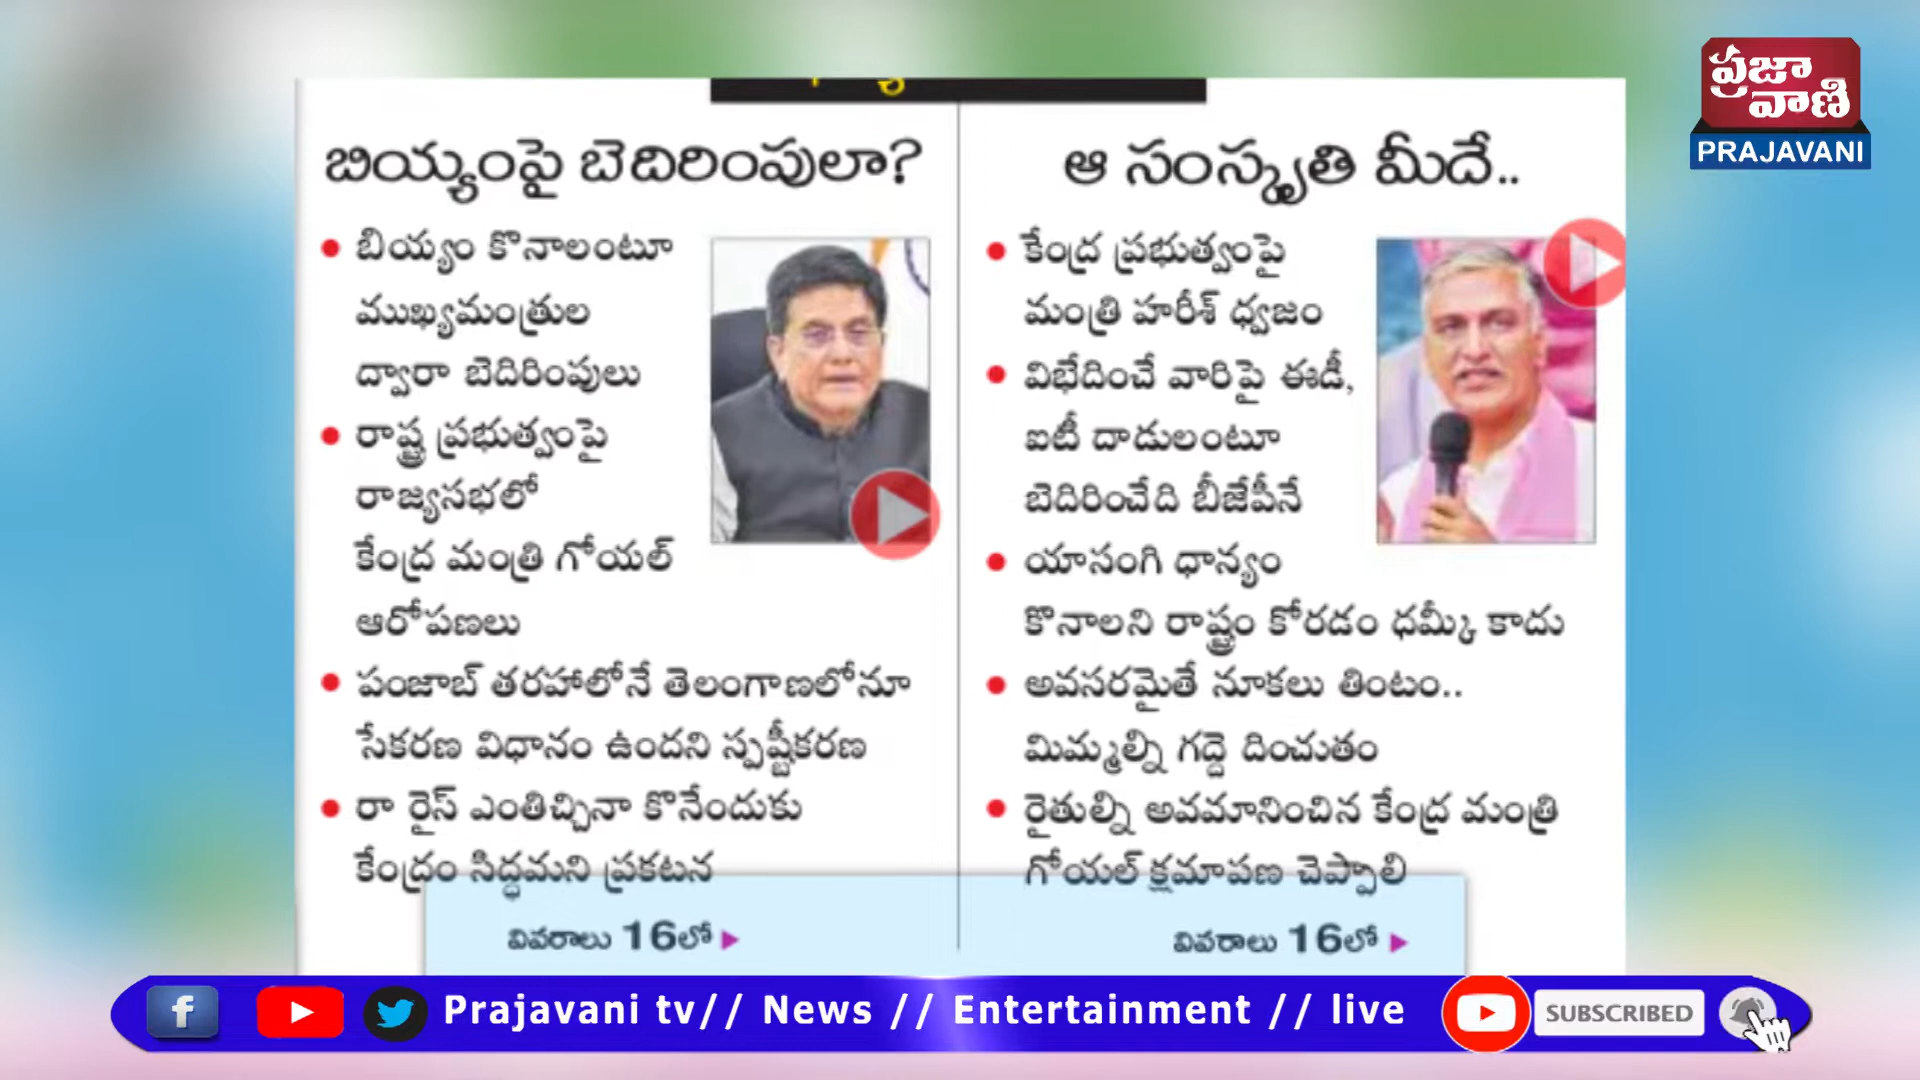 ప్రజా
వాణి
PRAJAVANI
బియ్యంపై బెదిరింపులా?
• బియ్యం కొనాలంటూ
ముఖ్యమంత్రుల
ద్వారా బెదిరింపులు
• రాష్ట్ర ప్రభుత్వంపై
రాజ్యసభలో
కేంద్ర మంత్రి గోయల్
ఆరోపణలు
• పంజాబ్ తరహాలోనే తెలంగాణలోనూ
సేకరణ విధానం ఉందని స్పష్టీకరణ
• రా రైస్ ఎంతిచ్చినా కొనేందుకు
కేంద్రం సిద్ధమని ప్రకటన
వివరాలు 16లో
ఆ సంస్కృతి మీదే..
• కేంద్ర ప్రభుత్వంపై
మంత్రి హరీశ్ ధ్వజం
• విభేదించే వారిపై ఈడీ,
ఐటీ దాడులంటూ
బెదిరించేది బీజేపీనే
• యాసంగి ధాన్యం
కొనాలని రాష్ట్రం కోరడం ధమ్కీ కాదు
• అవసరమైతే నూకలు తింటం..
మిమ్మల్ని గద్దె దించుతం
• రైతుల్ని అవమానించిన కేంద్ర మంత్రి
గోయల్ క్షమాపణ చెప్పాలి
వివరాలు 16లో
Prajavani tv// News // Entertainment // live
SUBSCRIBED